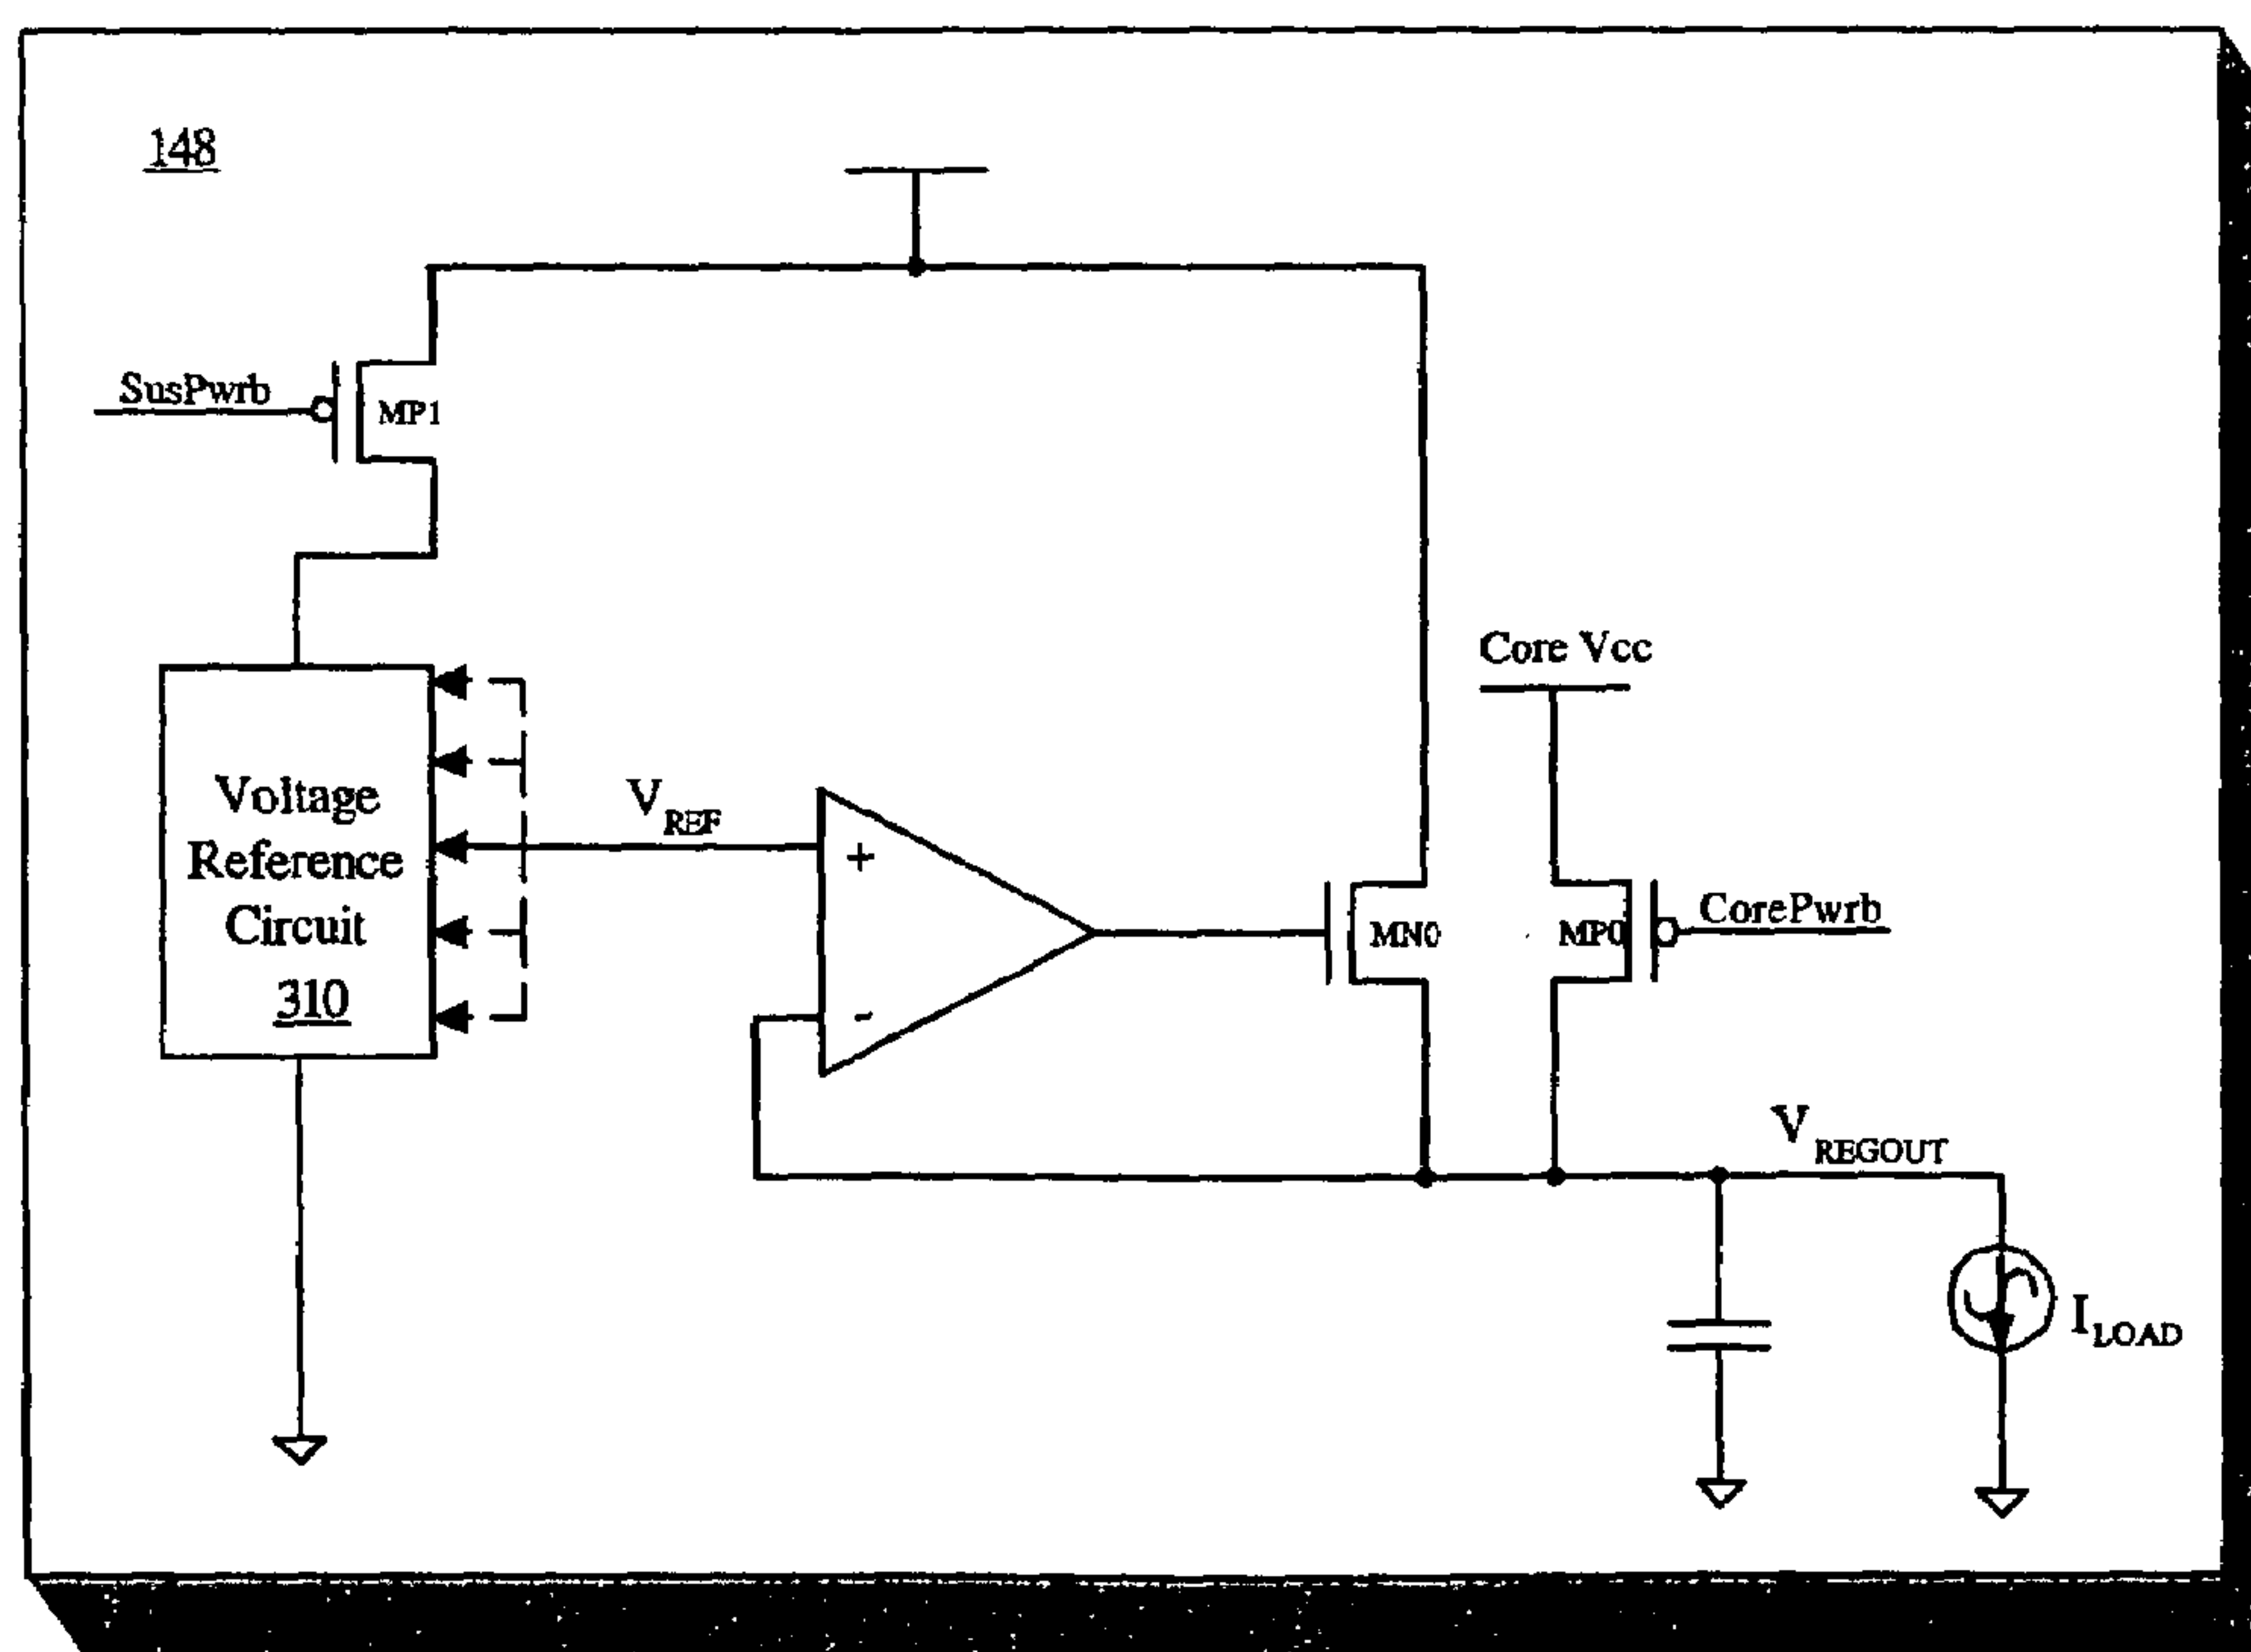 148
SusPwrb
MP1
Core Vcc
Voltage
Reference
Circuit
310
VREF
+
-
MN0
MP0
CorePwrb
VREGOUT
ILOAD